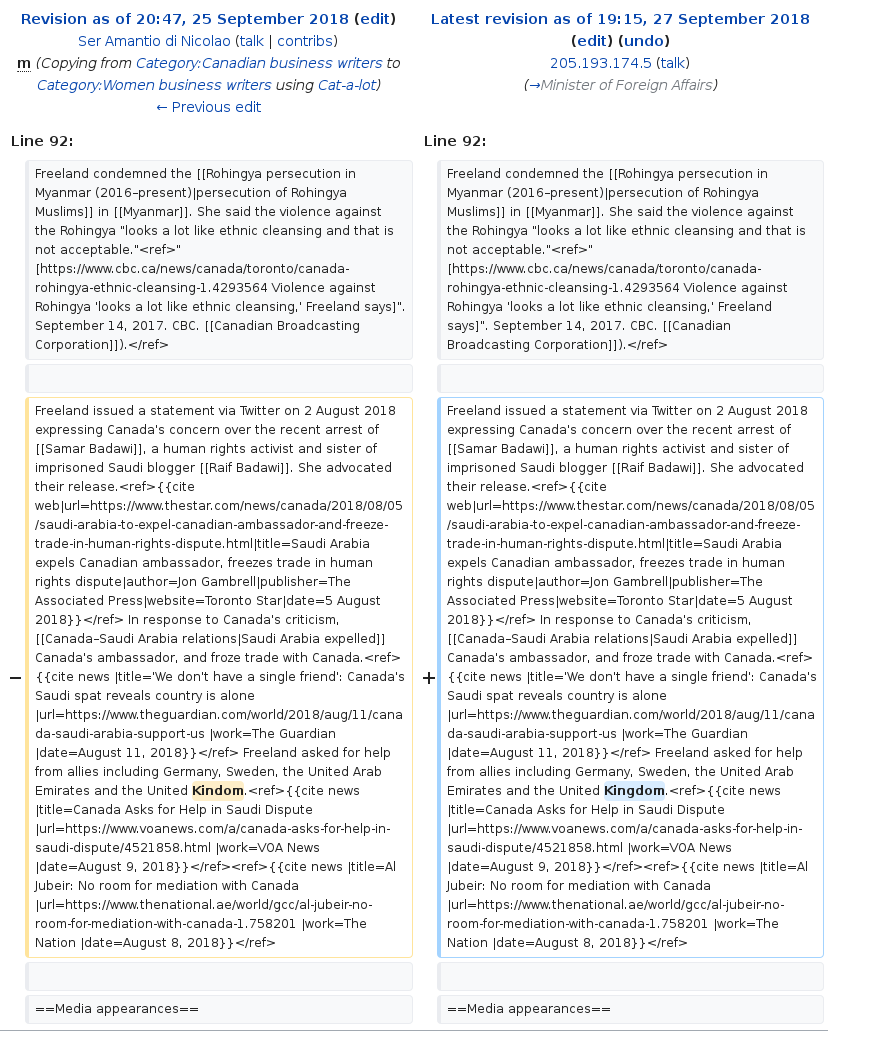 Revision as of 20:47, 25 September 2018 (edit)
Ser Amantio di Nicolao (talk | contribs)
m (Copying from Category:Canadian business writers to
Category:Women business writers using Cat-a-lot)
← Previous edit
Latest revision as of 19:15, 27 September 2018
(edit) (undo)
205.193.174.5 (talk)
(→Minister of Foreign Affairs)
Line 92:
Freeland condemned the [[Rohingya persecution in
Myanmar (2016–present)|persecution of Rohingya
Muslims]] in [[Myanmar]]. She said the violence against
the Rohingya "looks a lot like ethnic cleansing and that is
not acceptable."<ref>"
[https://www.cbc.ca/news/canada/toronto/canada-
rohingya-ethnic-cleansing-1.4293564 Violence against
Rohingya 'looks a lot like ethnic cleansing,' Freeland says]".
September 14, 2017. CBC. [[Canadian Broadcasting
Corporation]]).</ref>
− Freeland issued a statement via Twitter on 2 August 2018
expressing Canada's concern over the recent arrest of
[[Samar Badawi]], a human rights activist and sister of
imprisoned Saudi blogger [[Raif Badawi]]. She advocated
their release.<ref>{{cite
web|url=https://www.thestar.com/news/canada/2018/08/05
/saudi-arabia-to-expel-canadian-ambassador-and-freeze-
trade-in-human-rights-dispute.html|title=Saudi Arabia
expels Canadian ambassador, freezes trade in human
rights dispute|author=Jon Gambrell|publisher=The
Associated Press|website=Toronto Star|date=5 August
2018}}</ref> In response to Canada's criticism,
[[Canada–Saudi Arabia relations|Saudi Arabia expelled]]
Canada's ambassador, and froze trade with Canada.<ref>
{{cite news |title='We don't have a single friend': Canada's
Saudi spat reveals country is alone
|url=https://www.theguardian.com/world/2018/aug/11/cana
da-saudi-arabia-support-us |work=The Guardian
|date=August 11, 2018}}</ref> Freeland asked for help
from allies including Germany, Sweden, the United Arab
Emirates and the United Kindom.<ref>{{cite news
|title=Canada Asks for Help in Saudi Dispute
|url=https://www.voanews.com/a/canada-asks-for-help-in-
saudi-dispute/4521858.html |work=VOA News
|date=August 9, 2018}}</ref><ref>{{cite news |title=Al
Jubeir: No room for mediation with Canada
|url=https://www.thenational.ae/world/gcc/al-jubeir-no-
room-for-mediation-with-canada-1.758201 |work=The
Nation |date=August 8, 2018}}</ref>
==Media appearances==
Line 92:
Freeland condemned the [[Rohingya persecution in
Myanmar (2016–present)|persecution of Rohingya
Muslims]] in [[Myanmar]]. She said the violence against
the Rohingya "looks a lot like ethnic cleansing and that is
not acceptable."<ref>"
[https://www.cbc.ca/news/canada/toronto/canada-
rohingya-ethnic-cleansing-1.4293564 Violence against
Rohingya 'looks a lot like ethnic cleansing,' Freeland
says]". September 14, 2017. CBC. [[Canadian
Broadcasting Corporation]]).</ref>
+ Freeland issued a statement via Twitter on 2 August 2018
expressing Canada's concern over the recent arrest of
[[Samar Badawi]], a human rights activist and sister of
imprisoned Saudi blogger [[Raif Badawi]]. She advocated
their release.<ref>{{cite
web|url=https://www.thestar.com/news/canada/2018/08/05
/saudi-arabia-to-expel-canadian-ambassador-and-freeze-
trade-in-human-rights-dispute.html|title=Saudi Arabia
expels Canadian ambassador, freezes trade in human
rights dispute|author=Jon Gambrell|publisher=The
Associated Press|website=Toronto Star|date=5 August
2018}}</ref> In response to Canada's criticism,
[[Canada–Saudi Arabia relations|Saudi Arabia expelled]]
Canada's ambassador, and froze trade with Canada.<ref>
{{cite news |title='We don't have a single friend': Canada's
Saudi spat reveals country is alone
|url=https://www.theguardian.com/world/2018/aug/11/cana
da-saudi-arabia-support-us |work=The Guardian
|date=August 11, 2018}}</ref> Freeland asked for help
from allies including Germany, Sweden, the United Arab
Emirates and the United Kingdom.<ref>{{cite news
|title=Canada Asks for Help in Saudi Dispute
|url=https://www.voanews.com/a/canada-asks-for-help-in-
saudi-dispute/4521858.html |work=VOA News
|date=August 9, 2018}}</ref><ref>{{cite news |title=Al
Jubeir: No room for mediation with Canada
|url=https://www.thenational.ae/world/gcc/al-jubeir-no-
room-for-mediation-with-canada-1.758201 |work=The
Nation |date=August 8, 2018}}</ref>
==Media appearances==